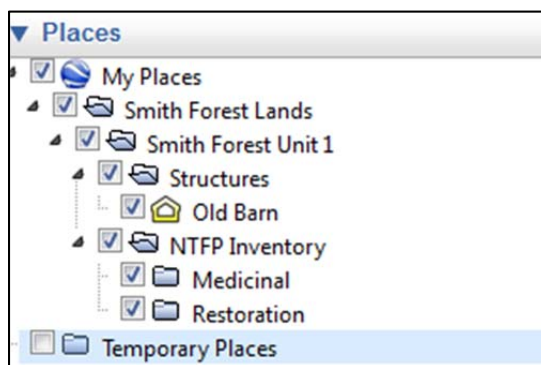 Places
My Places
Smith Forest Lands
Smith Forest Unit 1
Structures
Old Barn
NTFP Inventory
Medicinal
Restoration
Temporary Places